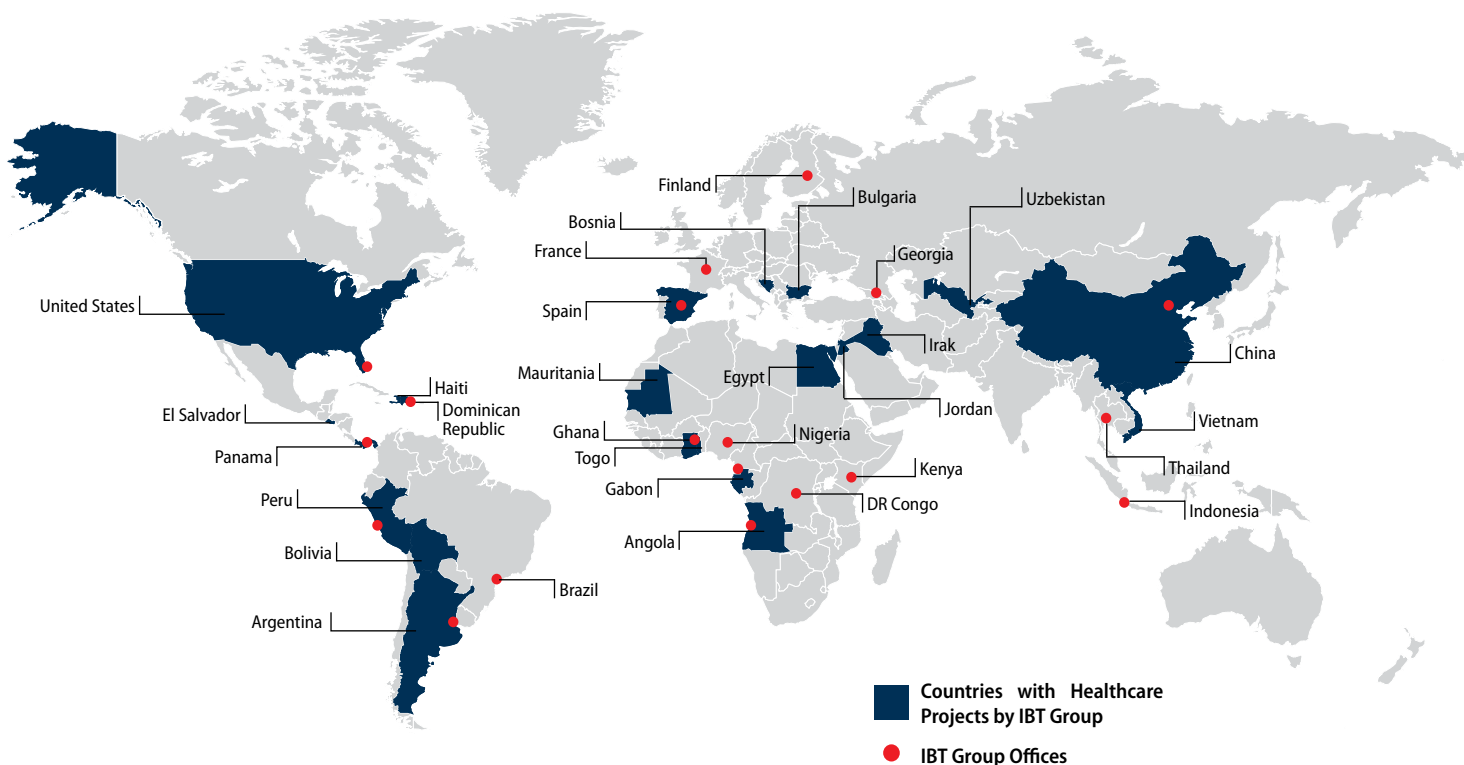 Finland
Bulgaria
Uzbekistan
Bosnia
France
Georgia
United States
Spain
Irak
China
Mauritania
Egypt
Haiti
Jordan
El Salvador
Dominican
Republic
Vietnam
Ghana
Nigeria
Panama
Togo
Thailand
Kenya
Gabon
Peru
DR Congo
Indonesia
Angola
Bolivia
Brazil
Argentina
Countries with Healthcare
Projects by IBT Group
IBT Group Offices